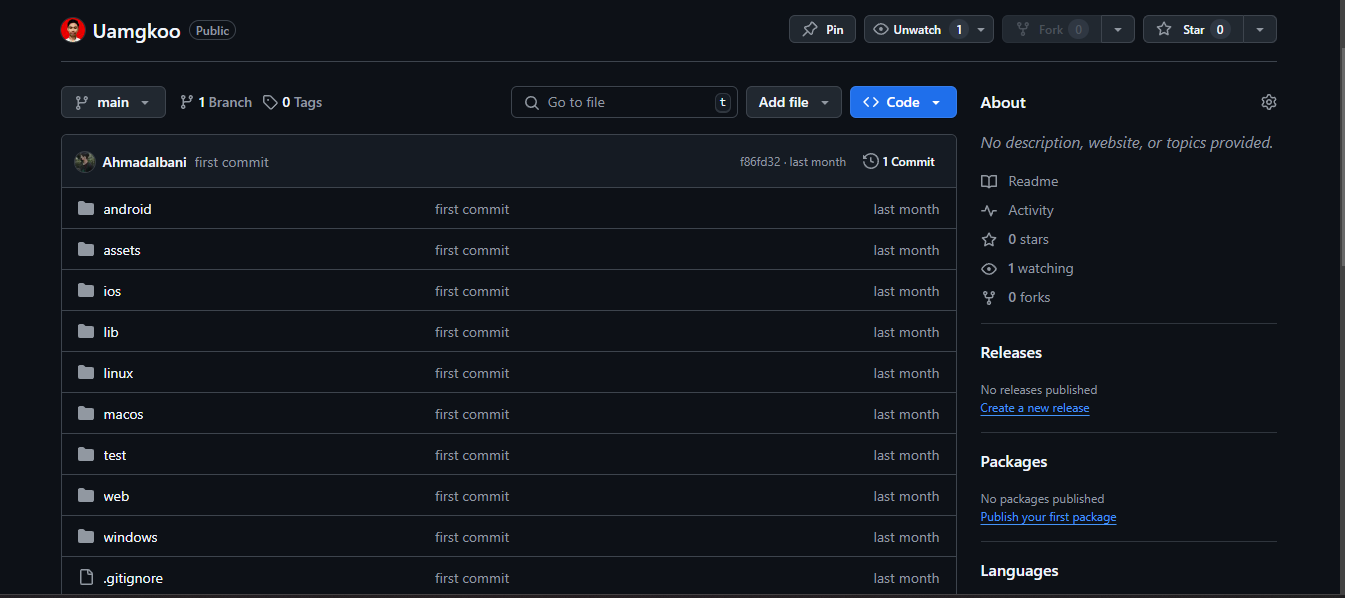 Uamgkoo Public Pin Unwatch 1 Fork 0 Star 0
main 1 Branch 0 Tags Go to file t Add file Code
Ahmadalbani first commit f86fd32 · last month 1 Commit
android first commit last month
assets first commit last month
ios first commit last month
lib first commit last month
linux first commit last month
macos first commit last month
test first commit last month
web first commit last month
windows first commit last month
.gitignore first commit last month
About
No description, website, or topics provided.
Readme
Activity
0 stars
1 watching
0 forks
Releases
No releases published
Create a new release
Packages
No packages published
Publish your first package
Languages